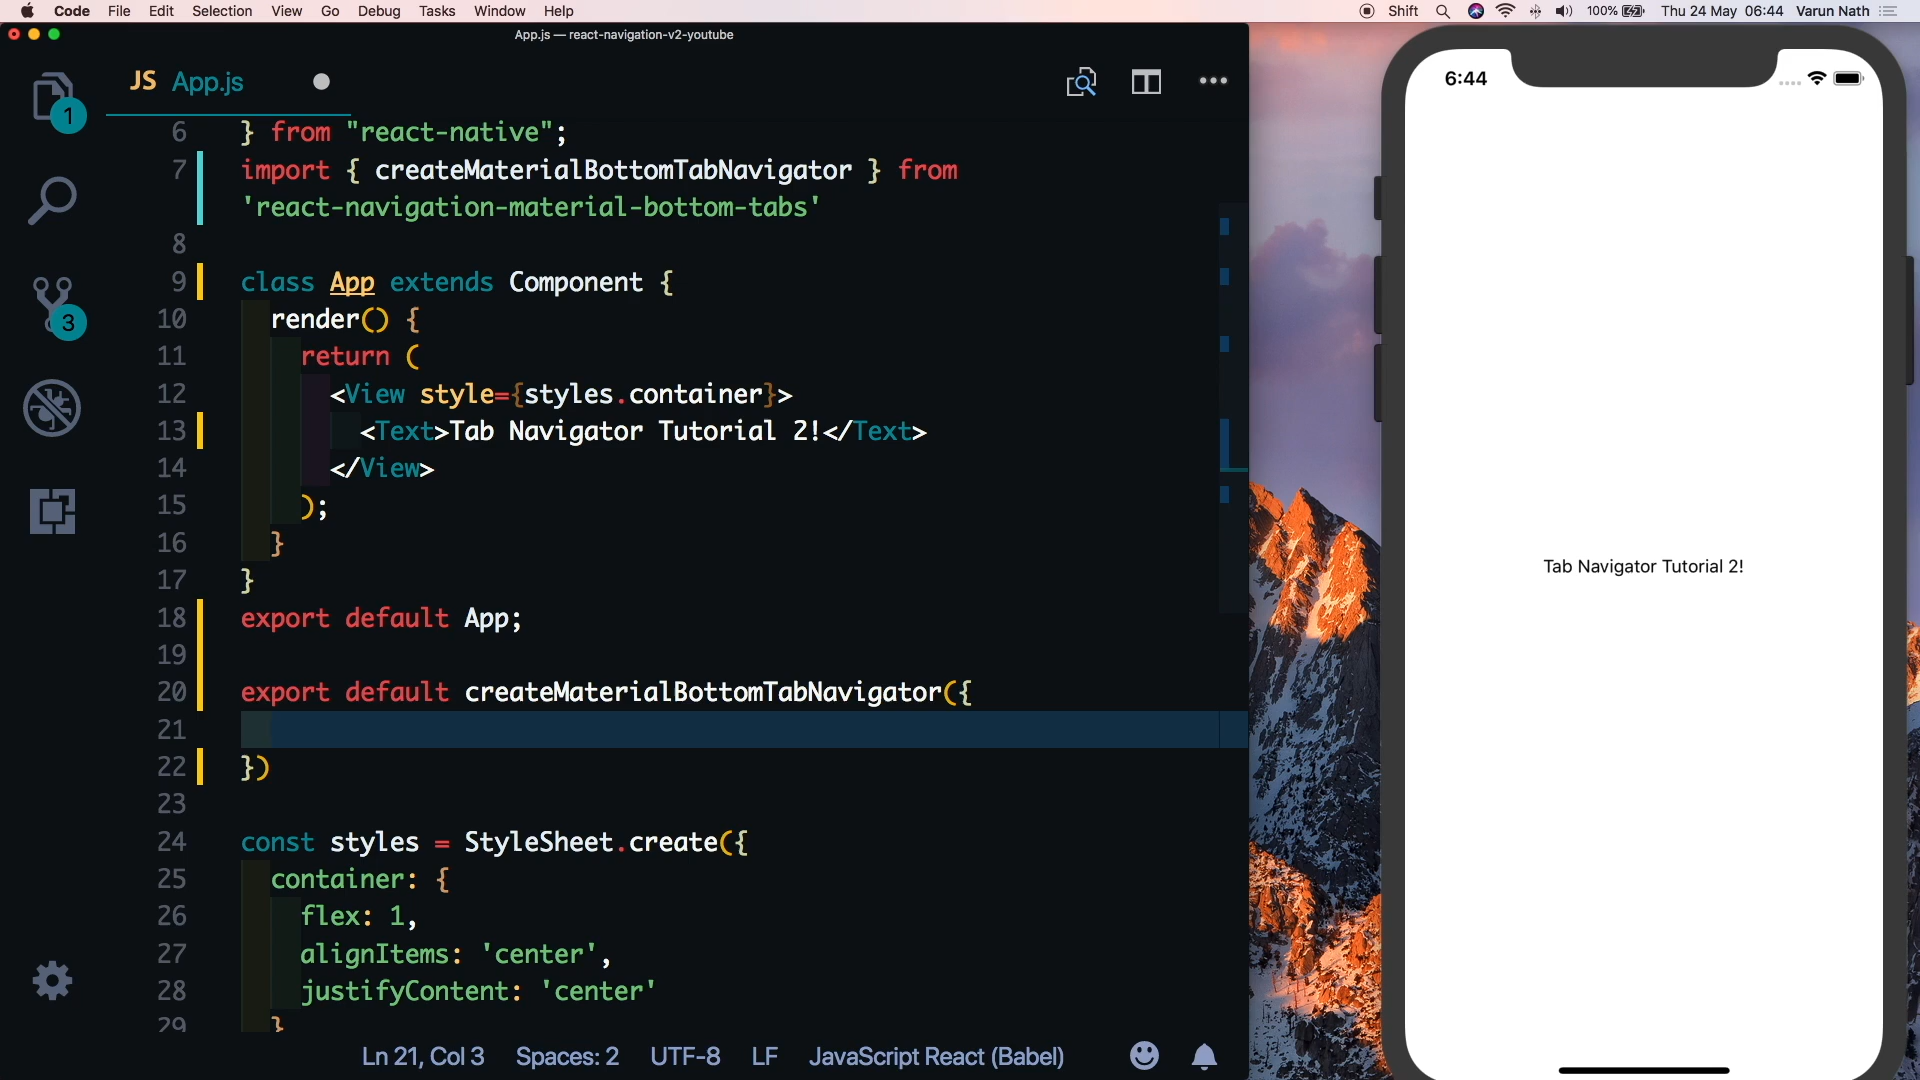 Code File Edit Selection View Go Debug Tasks Window Help
Shift 100% Thu 24 May 06:44 Varun Nath
App.js — react-navigation-v2-youtube
JS App.js
6 } from "react-native";
7 import { createMaterialBottomTabNavigator } from
'react-navigation-material-bottom-tabs'
8
9 class App extends Component {
10 render() {
11 return (
12 <View style={styles.container}>
13 <Text>Tab Navigator Tutorial 2!</Text>
14 </View>
15 );
16 }
17 }
18 export default App;
19
20 export default createMaterialBottomTabNavigator({
21
22 })
23
24 const styles = StyleSheet.create({
25 container: {
26 flex: 1,
27 alignItems: 'center',
28 justifyContent: 'center'
29 }
1
3
Ln 21, Col 3 Spaces: 2 UTF-8 LF JavaScript React (Babel)
6:44
Tab Navigator Tutorial 2!